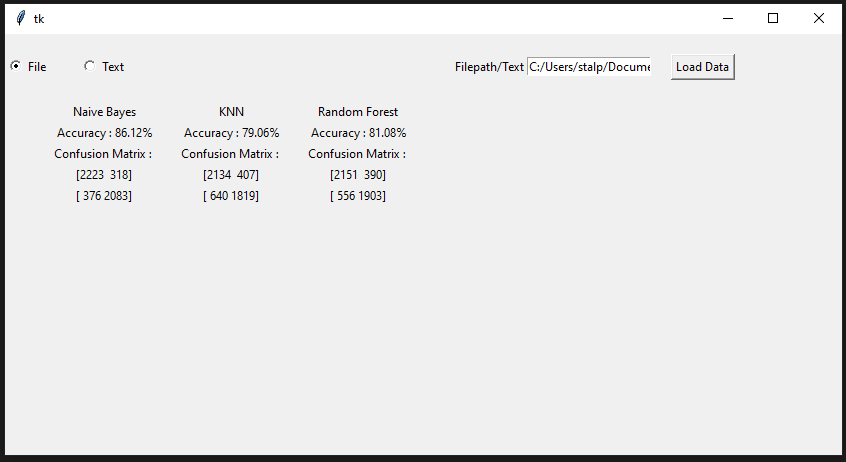 tk
File Text Filepath/Text C:/Users/stalp/Docume Load Data
Naive Bayes KNN Random Forest
Accuracy : 86.12% Accuracy : 79.06% Accuracy : 81.08%
Confusion Matrix : Confusion Matrix : Confusion Matrix :
[2223 318] [2134 407] [2151 390]
[ 376 2083] [ 640 1819] [ 556 1903]